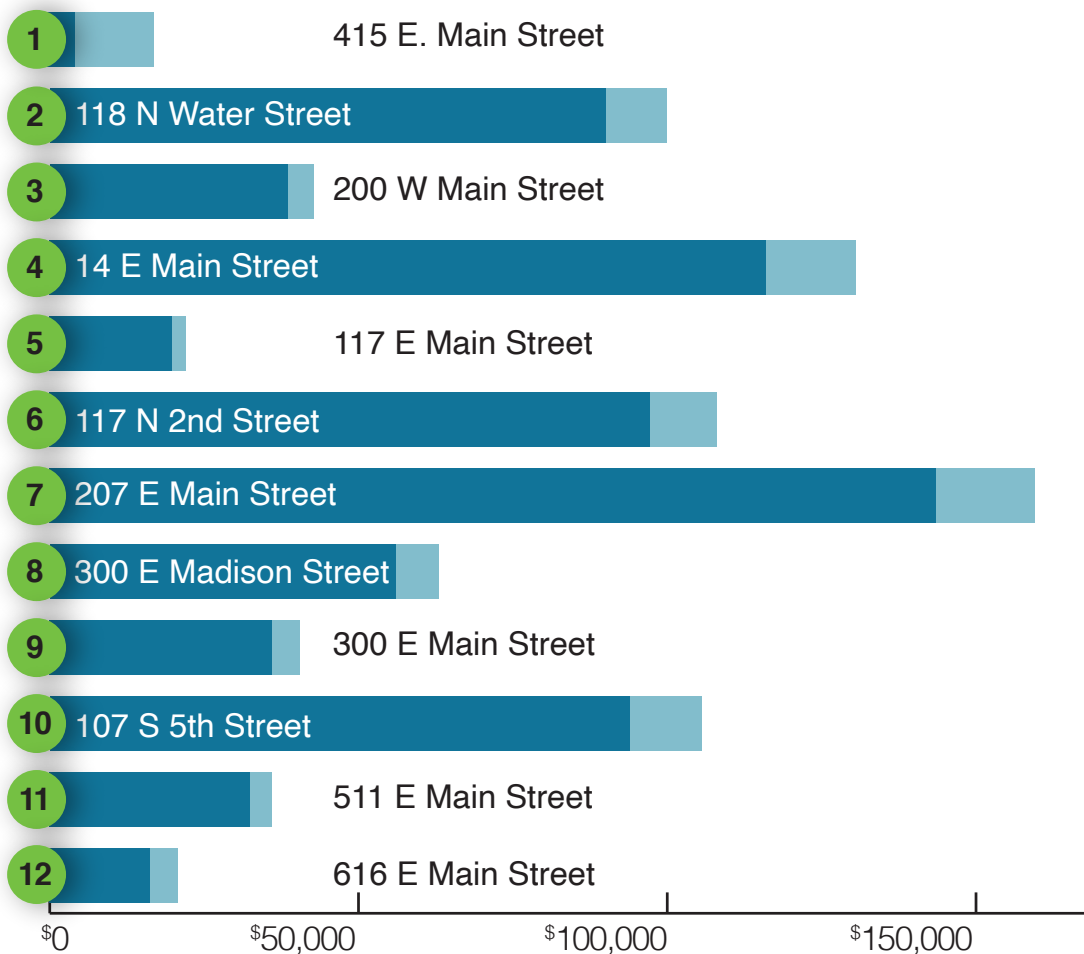 1 415 E. Main Street
2 118 N Water Street
3 200 W Main Street
4 14 E Main Street
5 117 E Main Street
6 117 N 2nd Street
7 207 E Main Street
8 300 E Madison Street
9 300 E Main Street
10 107 S 5th Street
11 511 E Main Street
12 616 E Main Street
$0 $50,000 $100,000 $150,000